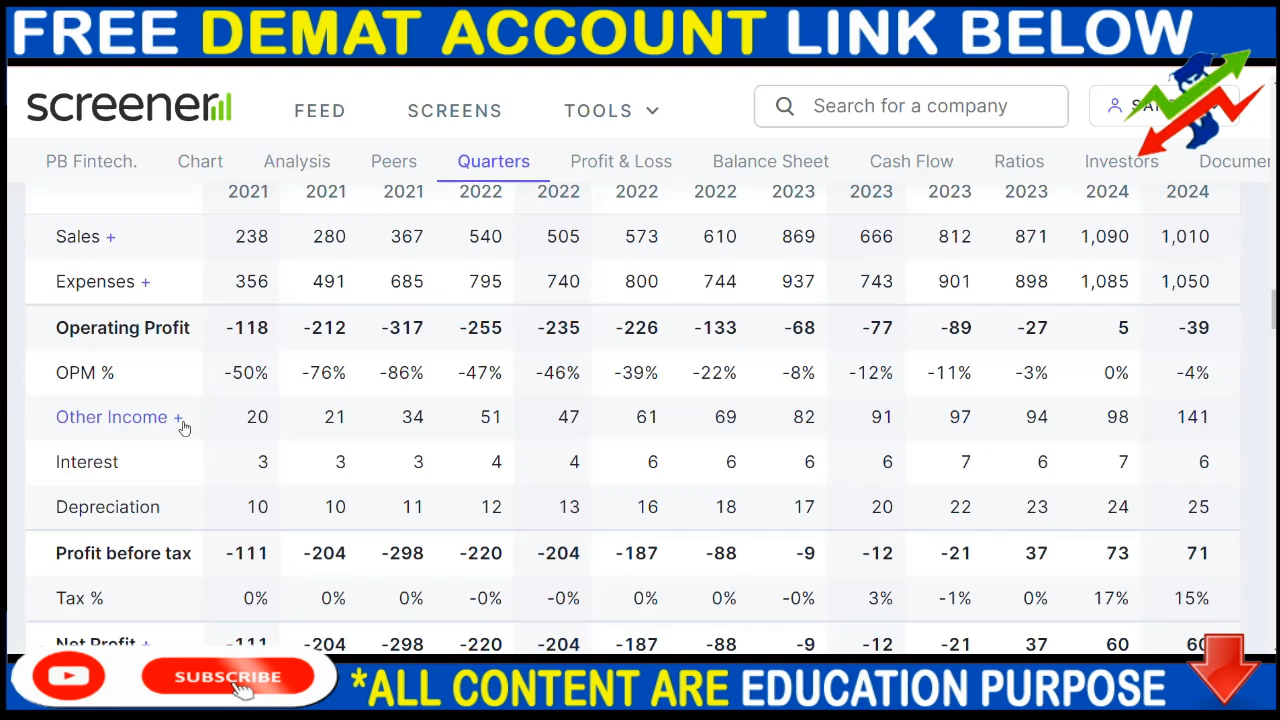 FREE DEMAT ACCOUNT LINK BELOW
screener FEED SCREENS TOOLS Search for a company
PB Fintech. Chart Analysis Peers Quarters Profit & Loss Balance Sheet Cash Flow Ratios Investors
2021 2021 2021 2022 2022 2022 2022 2023 2023 2023 2023 2024 2024
Sales + 238 280 367 540 505 573 610 869 666 812 871 1,090 1,010
Expenses + 356 491 685 795 740 800 744 937 743 901 898 1,085 1,050
Operating Profit -118 -212 -317 -255 -235 -226 -133 -68 -77 -89 -27 5 -39
OPM % -50% -76% -86% -47% -46% -39% -22% -8% -12% -11% -3% 0% -4%
Other Income + 20 21 34 51 47 61 69 82 91 97 94 98 141
Interest 3 3 3 4 4 6 6 6 6 7 6 7 6
Depreciation 10 10 11 12 13 16 18 17 20 22 23 24 25
Profit before tax -111 -204 -298 -220 -204 -187 -88 -9 -12 -21 37 73 71
Tax % 0% 0% 0% -0% -0% 0% 0% -0% 3% -1% 0% 17% 15%
Net Profit + -111 -204 -298 -220 -204 -187 -88 -9 -12 -21 37 60 60
SUBSCRIBE
*ALL CONTENT ARE EDUCATION PURPOSE